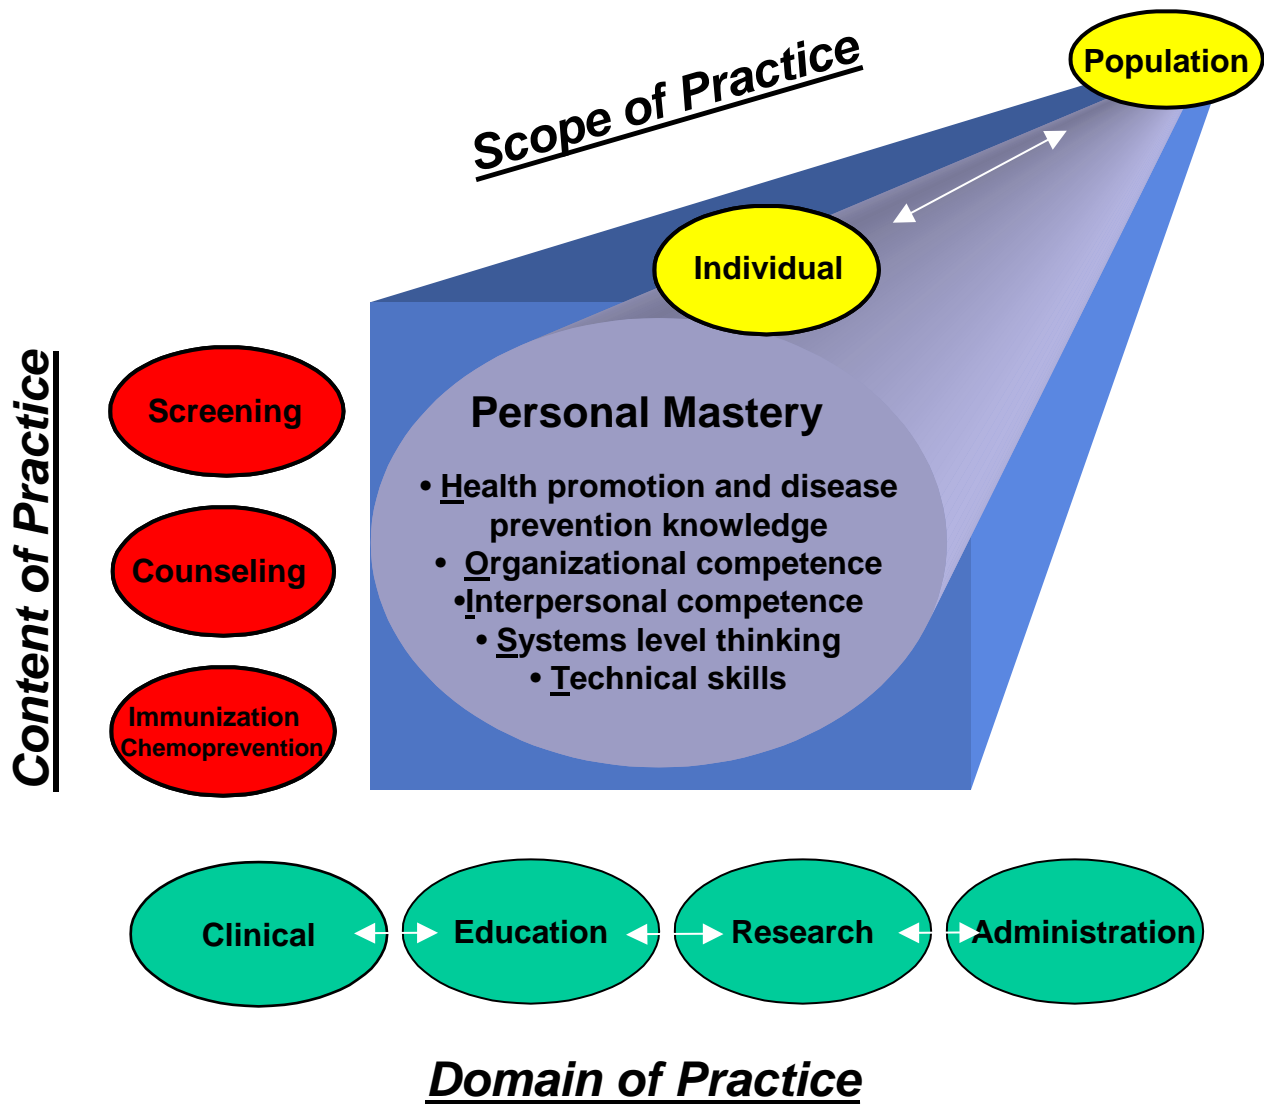 Scope of Practice
Population
Individual
Content of Practice
Screening
Counseling
Immunization
Chemoprevention
Personal Mastery
• Health promotion and disease
prevention knowledge
• Organizational competence
•Interpersonal competence
• Systems level thinking
• Technical skills
Clinical
Education
Research
Administration
Domain of Practice